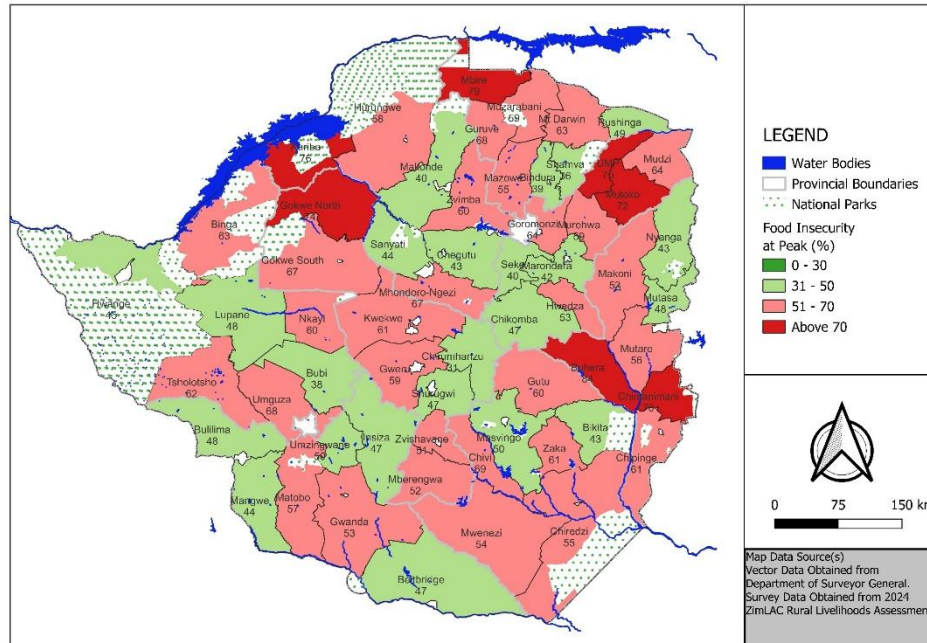 Mbire
79
Hurungwe
58
Muzarabani
59
Mt Darwin
63
Rushinga
49
Guruve
68
Kariba
76
Makonde
40
Mazowe
55
Bindura
39
Shamva
UMP
Mudzi
64
Mutoko
72
Zvimba
60
Gokwe North
Binga
63
Goromonzi
64
Murehwa
Nyanga
43
Sanyati
44
Chegutu
43
Seke
40
Marondera
42
Gokwe South
67
Makoni
Mutasa
48
Hwange
Mhondoro-Ngezi
67
Hwedza
53
Lupane
48
Nkayi
60
Kwekwe
61
Chikomba
47
Mutare
56
Chirumhanzu
Bubi
38
Gweru
59
Buhera
Tsholotsho
62
Shurugwi
47
Gutu
60
Chimanimani
Umguza
68
Bulilima
48
Bikita
43
Umzingwane
Insiza
47
Zvishavane
51
Masvingo
50
Chivi
69
Zaka
61
Chipinge
61
Mberengwa
52
Mangwe
44
Matobo
57
Gwanda
53
Mwenezi
54
Chiredzi
55
Beitbridge
47
LEGEND
Water Bodies
Provincial Boundaries
National Parks
Food Insecurity
at Peak (%)
0 - 30
31 - 50
51 - 70
Above 70
0 75 150 km
Map Data Source(s)
Vector Data Obtained from
Department of Surveyor General.
Survey Data Obtained from 2024
ZimLAC Rural Livelihoods Assessment